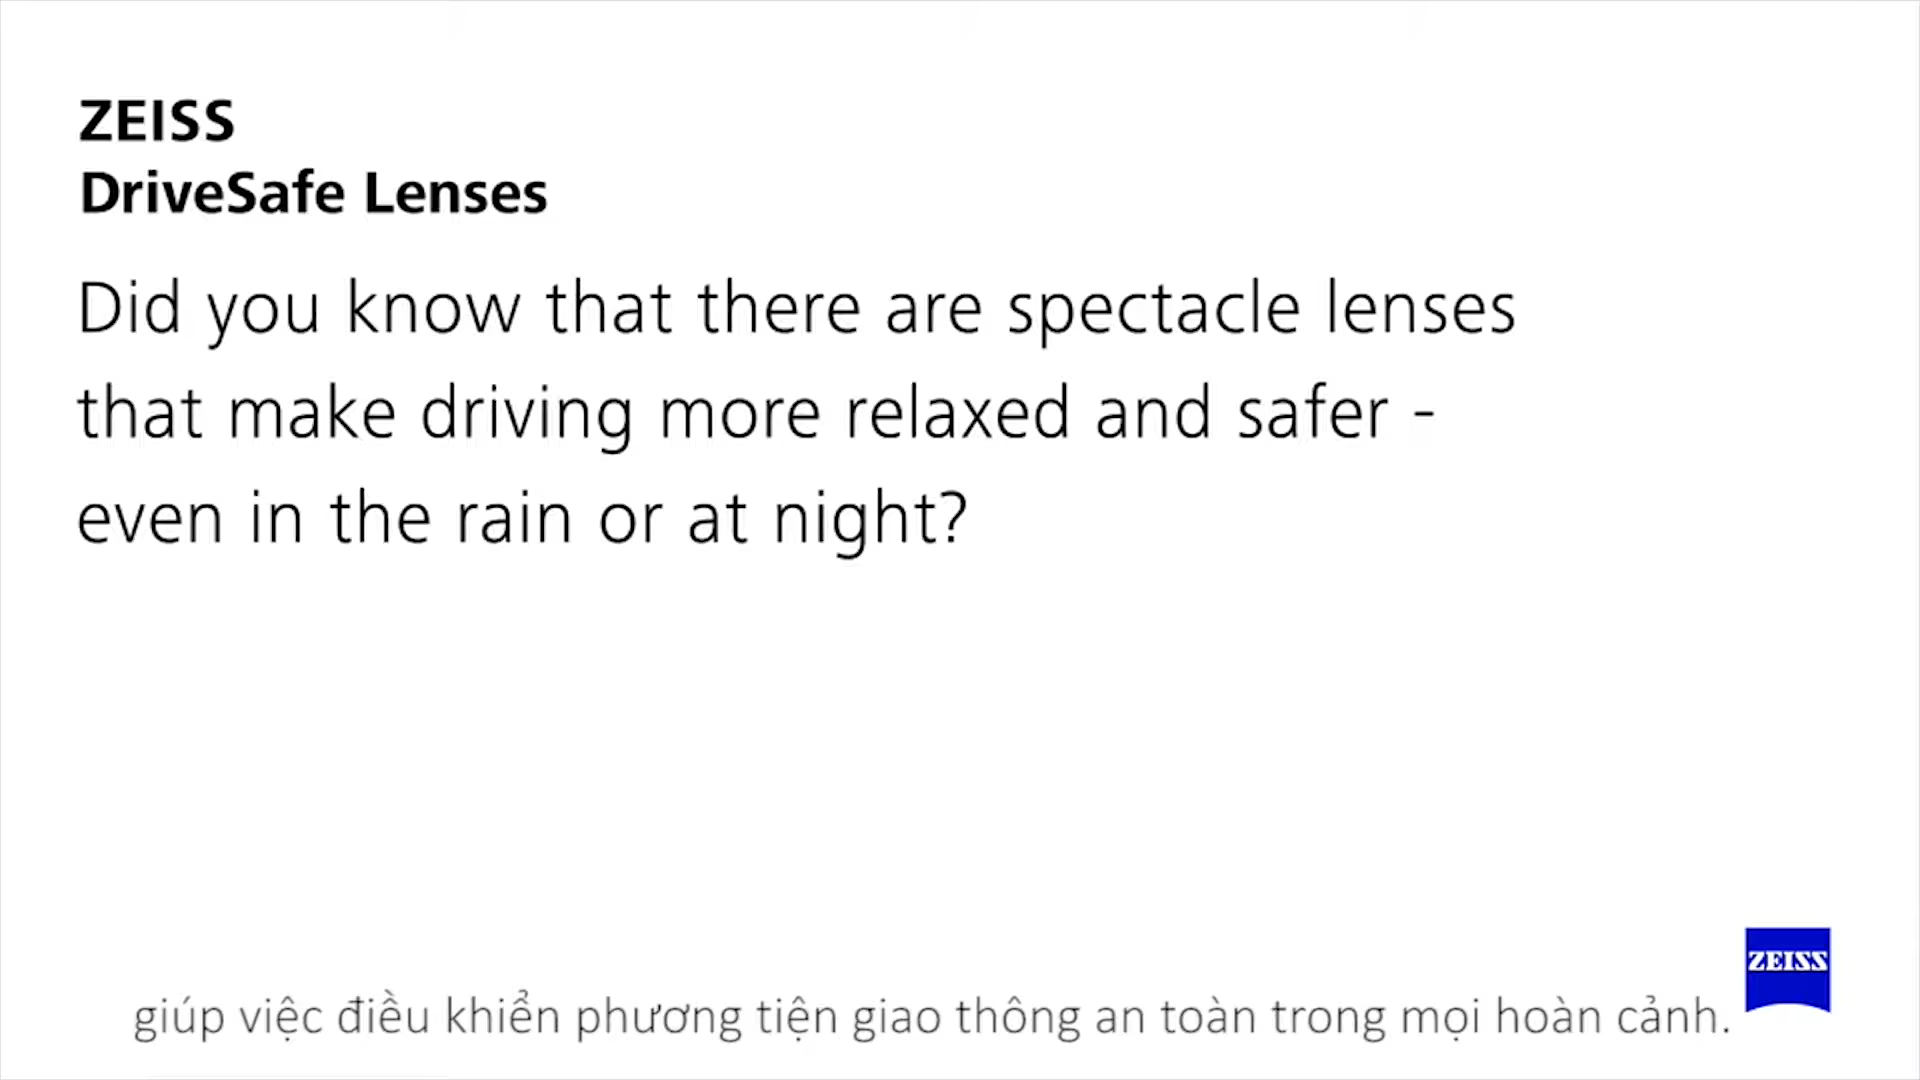 ZEISS
DriveSafe Lenses
Did you know that there are spectacle lenses
that make driving more relaxed and safer -
even in the rain or at night?
ZEISS
giúp việc điều khiển phương tiện giao thông an toàn trong mọi hoàn cảnh.